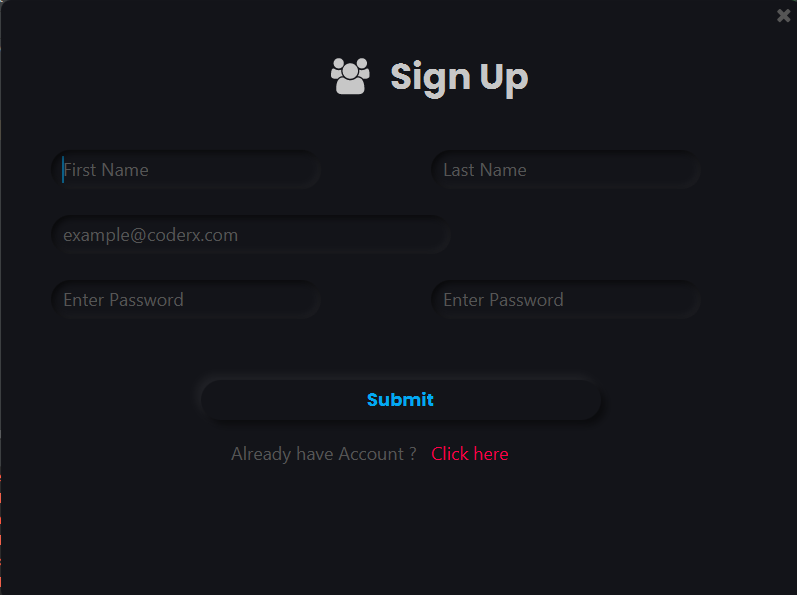 Sign Up
First Name Last Name
example@coderx.com
Enter Password Enter Password
Submit
Already have Account ? Click here